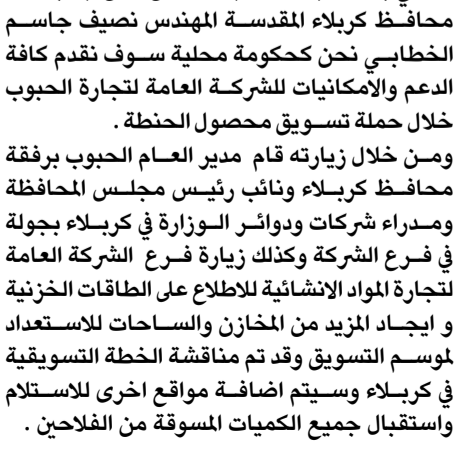 محافظ كربلاء المقدسة المهندس نصيف جاسم
الخطابي نحن كحكومة محلية سوف نقدم كافة
الدعم والامكانيات للشركة العامة لتجارة الحبوب
خلال حملة تسويق محصول الحنطة .
ومن خلال زيارته قام مدير العام الحبوب برفقة
محافظ كربلاء ونائب رئيس مجلس المحافظة
ومدراء شركات ودوائر الوزارة في كربلاء بجولة
في فرع الشركة وكذلك زيارة فرع الشركة العامة
لتجارة المواد الانشائية للاطلاع على الطاقات الخزنية
و ايجاد المزيد من المخازن والساحات للاستعداد
لموسم التسويق وقد تم مناقشة الخطة التسويقية
في كربلاء وسيتم اضافة مواقع اخرى للاستلام
واستقبال جميع الكميات المسوقة من الفلاحين .